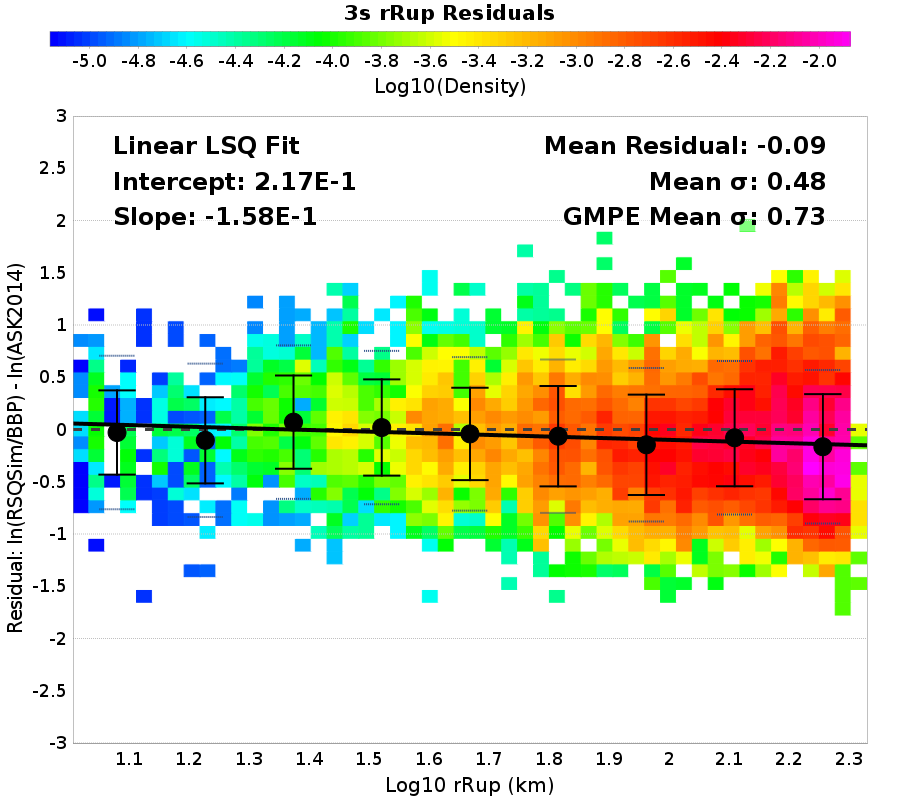 3s rRup Residuals
-5.0 -4.8 -4.6 -4.4 -4.2 -4.0 -3.8 -3.6 -3.4 -3.2 -3.0 -2.8 -2.6 -2.4 -2.2 -2.0
Log10(Density)
Linear LSQ Fit
Intercept: 2.17E-1
Slope: -1.58E-1
Mean Residual: -0.09
Mean σ: 0.48
GMPE Mean σ: 0.73
Residual: ln(RSQSim/BBP) - ln(ASK2014)
3
2.5
2
1.5
1
0.5
0
-0.5
-1
-1.5
-2
-2.5
-3
1.1 1.2 1.3 1.4 1.5 1.6 1.7 1.8 1.9 2 2.1 2.2 2.3
Log10 rRup (km)